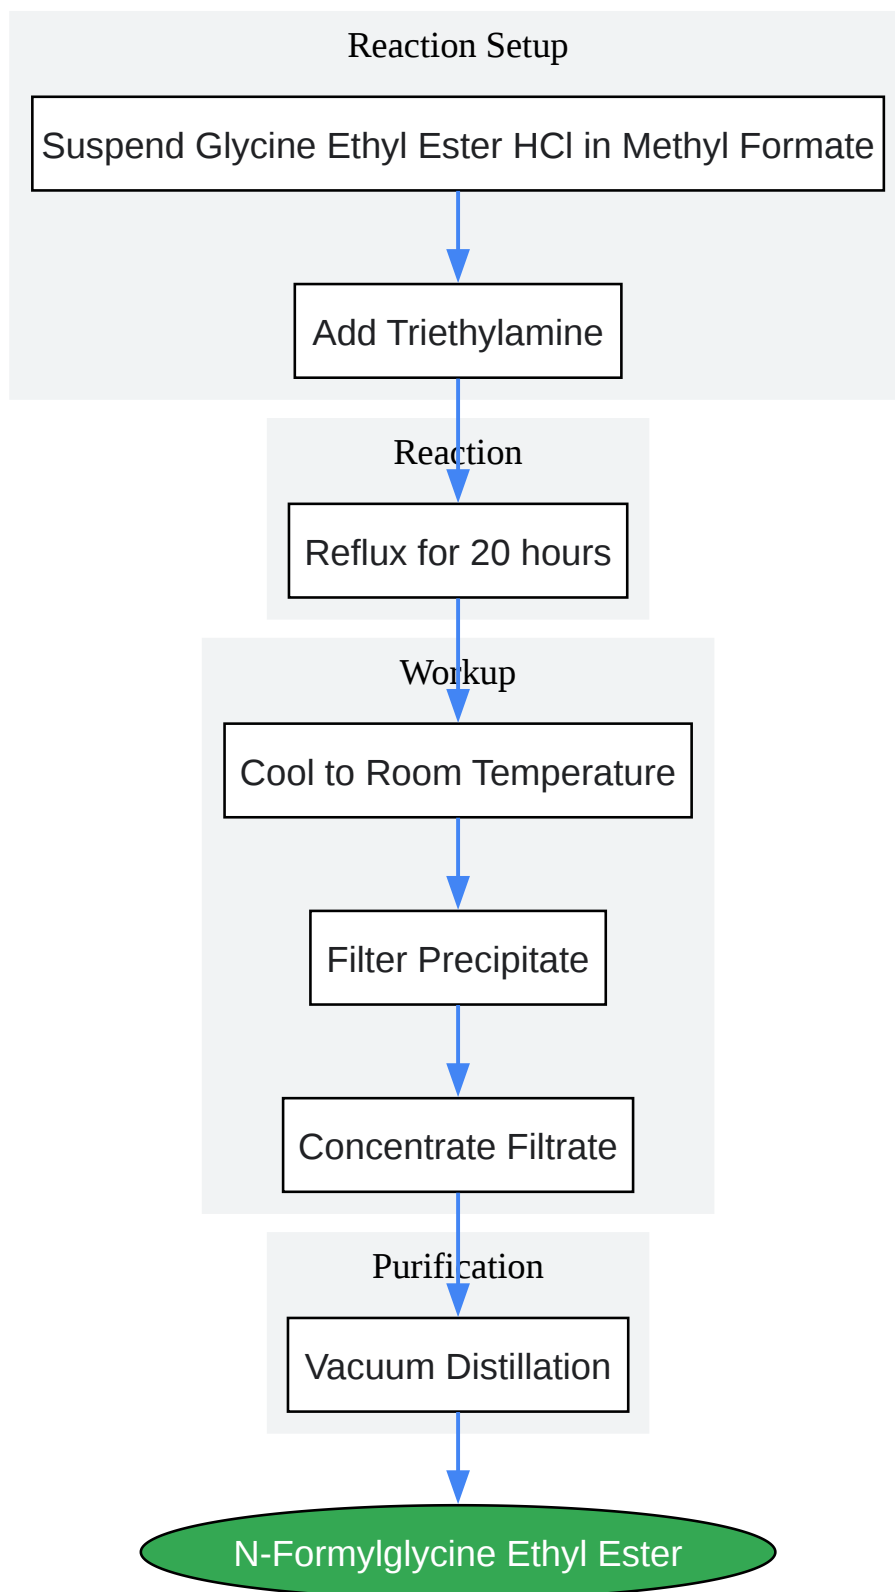 Reaction Setup
Suspend Glycine Ethyl Ester HCl in Methyl Formate
Add Triethylamine
Reaction
Reflux for 20 hours
Workup
Cool to Room Temperature
Filter Precipitate
Concentrate Filtrate
Purification
Vacuum Distillation
N-Formylglycine Ethyl Ester